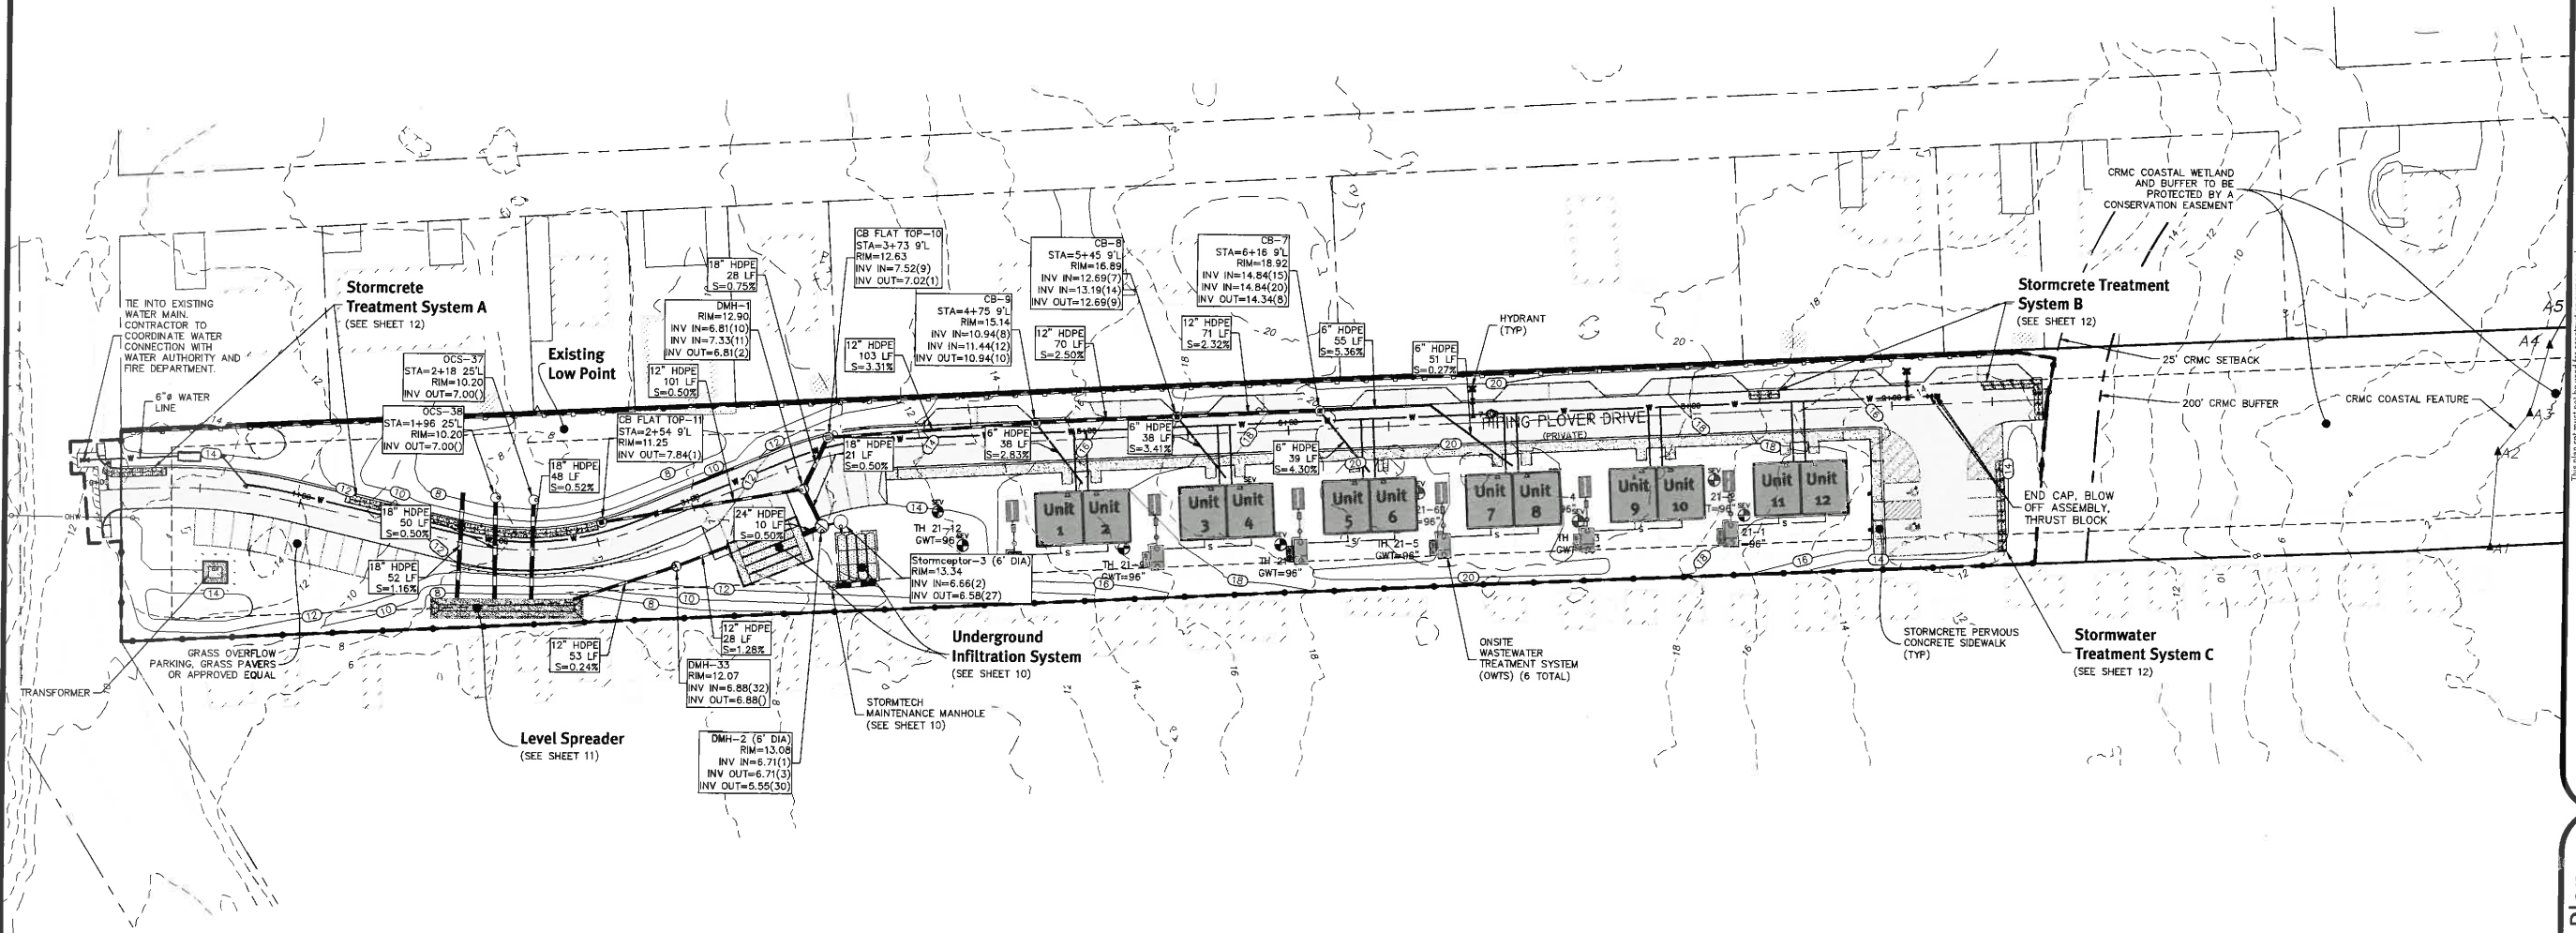 TIE INTO EXISTING
WATER MAIN.
CONTRACTOR TO
COORDINATE WATER
CONNECTION WITH
WATER AUTHORITY AND
FIRE DEPARTMENT.
6"ø WATER
LINE
Stormcrete
Treatment System A
(SEE SHEET 12)
OCS-37
STA=2+18 25'L
RIM=10.20
INV OUT=7.00()
OCS-38
STA=1+96 25'L
RIM=10.20
INV OUT=7.00()
Existing
Low Point
18" HDPE
48 LF
S=0.52%
CB FLAT TOP-11
STA=2+54 9'L
RIM=11.25
INV OUT=7.84(1)
12" HDPE
101 LF
S=0.50%
DMH-1
RIM=12.90
INV IN=6.81(10)
INV IN=7.33(11)
INV OUT=6.81(2)
18" HDPE
28 LF
S=0.75%
CB FLAT TOP-10
STA=3+73 9'L
RIM=12.63
INV IN=7.52(9)
INV OUT=7.02(1)
12" HDPE
103 LF
S=3.31%
CB-9
STA=4+75 9'L
RIM=15.14
INV IN=10.94(8)
INV IN=11.44(12)
INV OUT=10.94(10)
12" HDPE
70 LF
S=2.50%
CB-8
STA=5+45 9'L
RIM=16.89
INV IN=12.69(7)
INV IN=13.19(14)
INV OUT=12.69(9)
12" HDPE
71 LF
S=2.32%
CB-7
STA=6+16 9'L
RIM=18.92
INV IN=14.84(15)
INV IN=14.84(20)
INV OUT=14.34(8)
6" HDPE
55 LF
S=5.36%
6" HDPE
51 LF
S=0.27%
HYDRANT
(TYP)
PLOVER DRIVE
(PRIVATE)
Stormcrete Treatment
System B
(SEE SHEET 12)
CRMC COASTAL WETLAND
AND BUFFER TO BE
PROTECTED BY A
CONSERVATION EASEMENT
25' CRMC SETBACK
200' CRMC BUFFER
CRMC COASTAL FEATURE
A5
A4
A3
A2
A1
18" HDPE
21 LF
S=0.50%
6" HDPE
38 LF
S=2.83%
6" HDPE
38 LF
S=3.41%
6" HDPE
39 LF
S=4.30%
18" HDPE
50 LF
S=0.50%
18" HDPE
52 LF
S=1.16%
24" HDPE
10 LF
S=0.50%
TH 21-12
GWT=96
Unit
1
Unit
2
Unit
3
Unit
4
Unit
5
Unit
6
Unit
7
Unit
8
Unit
9
Unit
10
Unit
11
Unit
12
GWT=96"
GWT=96"
TH 21-5
GWT=96"
END CAP, BLOW
OFF ASSEMBLY,
THRUST BLOCK
Stormceptor-3 (6' DIA)
RIM=13.34
INV IN=6.66(2)
INV OUT=6.58(27)
GRASS OVERFLOW
PARKING, GRASS PAVERS
OR APPROVED EQUAL
TRANSFORMER
12" HDPE
53 LF
S=0.24%
12" HDPE
28 LF
S=1.26%
DMH-33
RIM=12.07
INV IN=6.88(32)
INV OUT=6.88()
Level Spreader
(SEE SHEET 11)
DMH-2 (6' DIA)
RIM=13.08
INV IN=6.71(1)
INV OUT=6.71(3)
INV OUT=5.55(30)
STORMTECH
MAINTENANCE MANHOLE
(SEE SHEET 10)
Underground
Infiltration System
(SEE SHEET 10)
ONSITE
WASTEWATER
TREATMENT SYSTEM
(OWTS) (6 TOTAL)
STORMCRETE PERVIOUS
CONCRETE SIDEWALK
(TYP)
Stormwater
Treatment System C
(SEE SHEET 12)